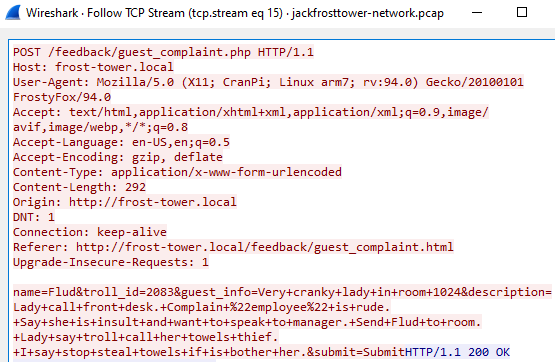 Wireshark · Follow TCP Stream (tcp.stream eq 15) · jackfrosttower-network.pcap
POST /feedback/guest_complaint.php HTTP/1.1
Host: frost-tower.local
User-Agent: Mozilla/5.0 (X11; CranPi; Linux arm7; rv:94.0) Gecko/20100101
FrostyFox/94.0
Accept: text/html,application/xhtml+xml,application/xml;q=0.9,image/
avif,image/webp,*/*;q=0.8
Accept-Language: en-US,en;q=0.5
Accept-Encoding: gzip, deflate
Content-Type: application/x-www-form-urlencoded
Content-Length: 292
Origin: http://frost-tower.local
DNT: 1
Connection: keep-alive
Referer: http://frost-tower.local/feedback/guest_complaint.html
Upgrade-Insecure-Requests: 1
name=Flud&troll_id=2083&guest_info=Very+cranky+lady+in+room+1024&description=
Lady+call+front+desk.+Complain+%22employee%22+is+rude.
+Say+she+is+insult+and+want+to+speak+to+manager.+Send+Flud+to+room.
+Lady+say+troll+call+her+towels+thief.
+I+say+stop+steal+towels+if+is+bother+her.&submit=SubmitHTTP/1.1 200 OK